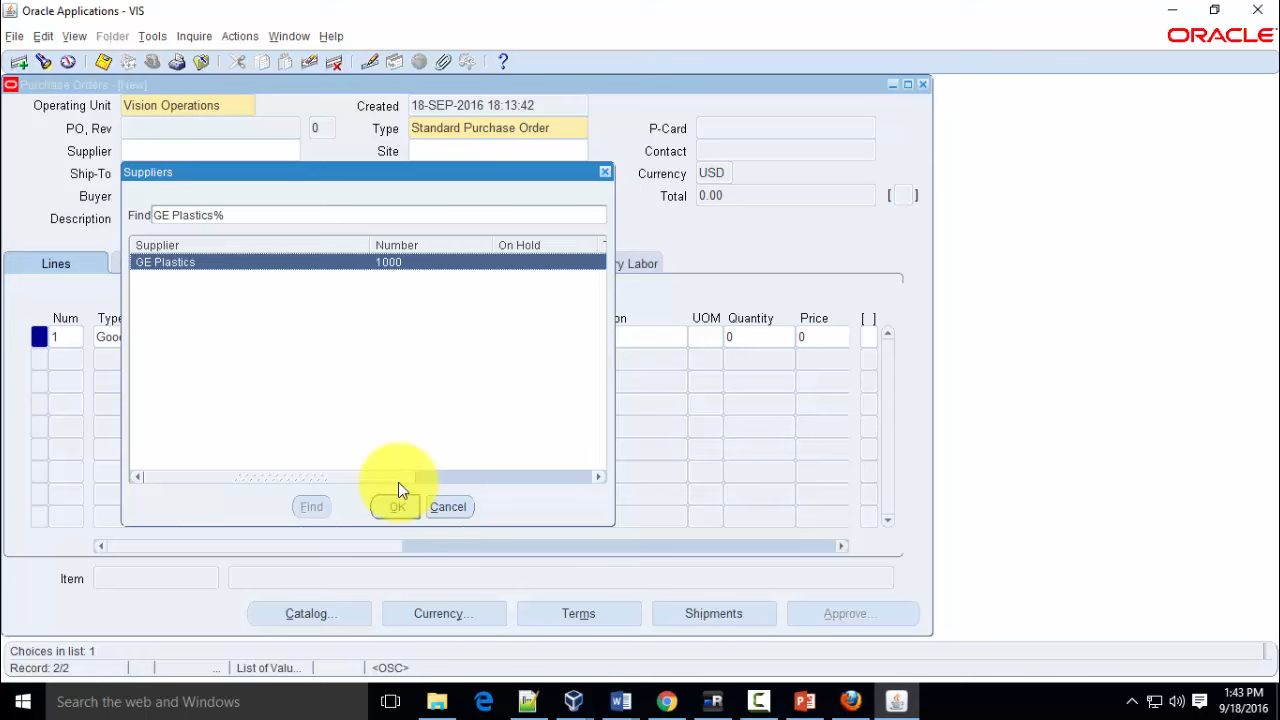 Oracle Applications - VIS
File Edit View Folder Tools Inquire Actions Window Help
ORACLE
Purchase Orders - [New]
Operating Unit Vision Operations Created 18-SEP-2016 18:13:42
PO, Rev 0 Type Standard Purchase Order P-Card
Supplier Site Contact
Ship-To Currency USD
Buyer Total 0.00 [ ]
Description
Suppliers
Find GE Plastics%
Supplier Number On Hold
GE Plastics 1000
Lines ry Labor
Num Type on UOM Quantity Price [ ]
1 Good 0 0
Find OK Cancel
Item
Catalog... Currency... Terms Shipments Approve...
Choices in list: 1
Record: 2/2 ... List of Valu... <OSC>
Search the web and Windows
1:43 PM
9/18/2016